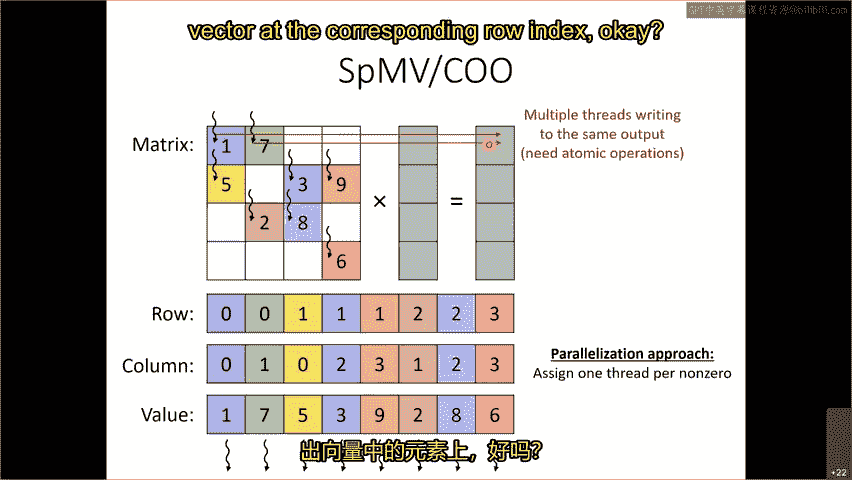 vector at the corresponding row index, okay?
SpMV/COO
Multiple threads writing
to the same output
(need atomic operations)
Matrix:
1 7
5 3 9
2 8
6
× =
Row: 0 0 1 1 1 2 2 3
Column: 0 1 0 2 3 1 2 3
Value: 1 7 5 3 9 2 8 6
Parallelization approach:
Assign one thread per nonzero
出向量中的元素上，好吗？
+22